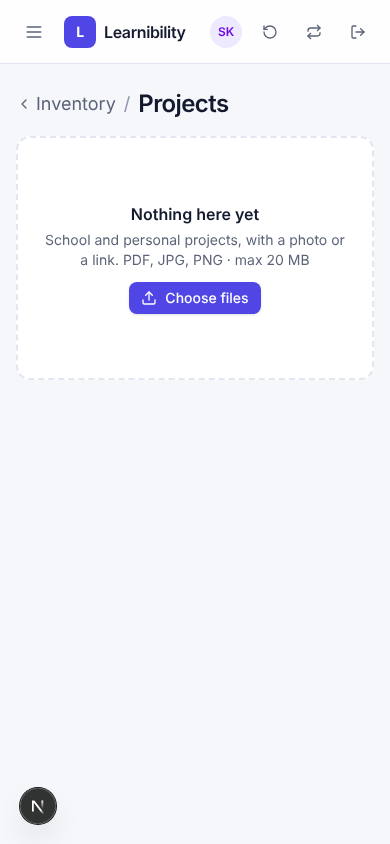 L Learnibility SK
Inventory / Projects
Nothing here yet
School and personal projects, with a photo or
a link. PDF, JPG, PNG · max 20 MB
Choose files
N